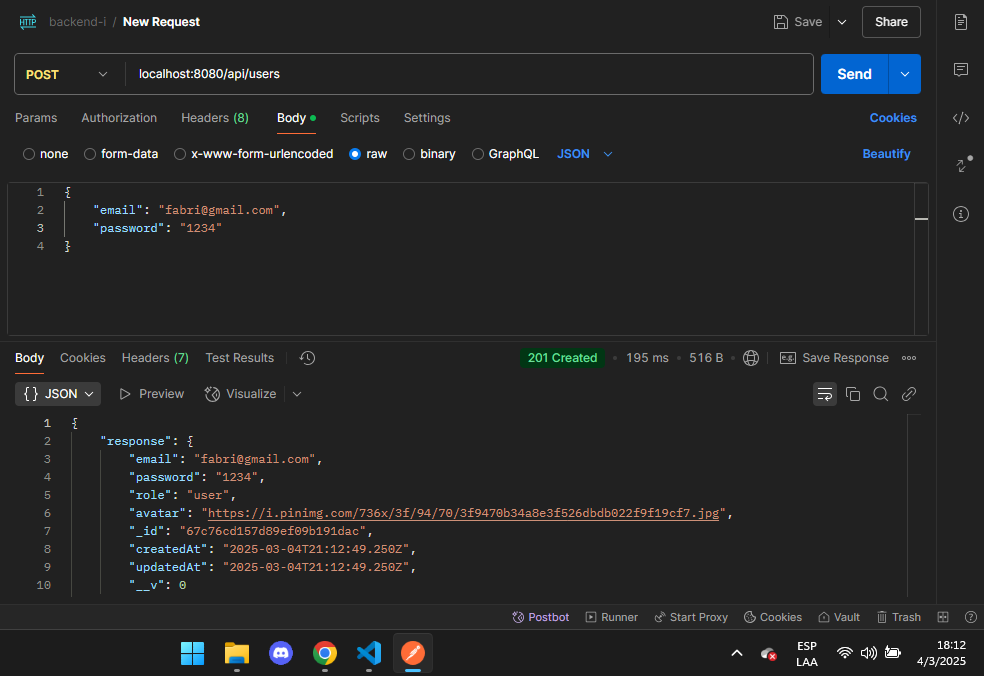 HTTP backend-i / New Request Save Share
POST localhost:8080/api/users Send
Params Authorization Headers (8) Body Scripts Settings Cookies
none form-data x-www-form-urlencoded raw binary GraphQL JSON Beautify
1 {
2 "email": "fabri@gmail.com",
3 "password": "1234"
4 }
Body Cookies Headers (7) Test Results 201 Created 195 ms 516 B e.g. Save Response
{} JSON Preview Visualize
1 {
2 "response": {
3 "email": "fabri@gmail.com",
4 "password": "1234",
5 "role": "user",
6 "avatar": "https://i.pinimg.com/736x/3f/94/70/3f9470b34a8e3f526dbdb022f9f19cf7.jpg",
7 "_id": "67c76cd157d89ef09b191dac",
8 "createdAt": "2025-03-04T21:12:49.250Z",
9 "updatedAt": "2025-03-04T21:12:49.250Z",
10 "__v": 0
Postbot Runner Start Proxy Cookies Vault Trash
ESP 18:12
LAA 4/3/2025